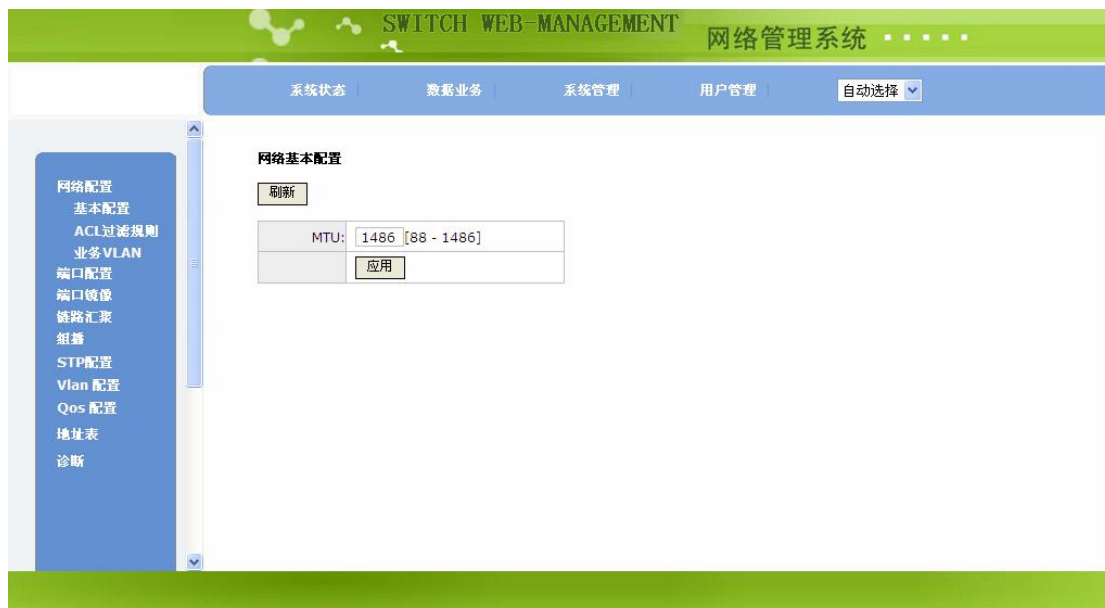 SWITCH WEB-MANAGEMENT
网络管理系统
系统状态 数据业务 系统管理 用户管理 自动选择
网络基本配置
刷新
MTU: 1486 [88 - 1486]
应用
网络配置
基本配置
ACL过滤规则
业务VLAN
端口配置
端口镜像
链路汇聚
组播
STP配置
Vlan 配置
Qos 配置
地址表
诊断